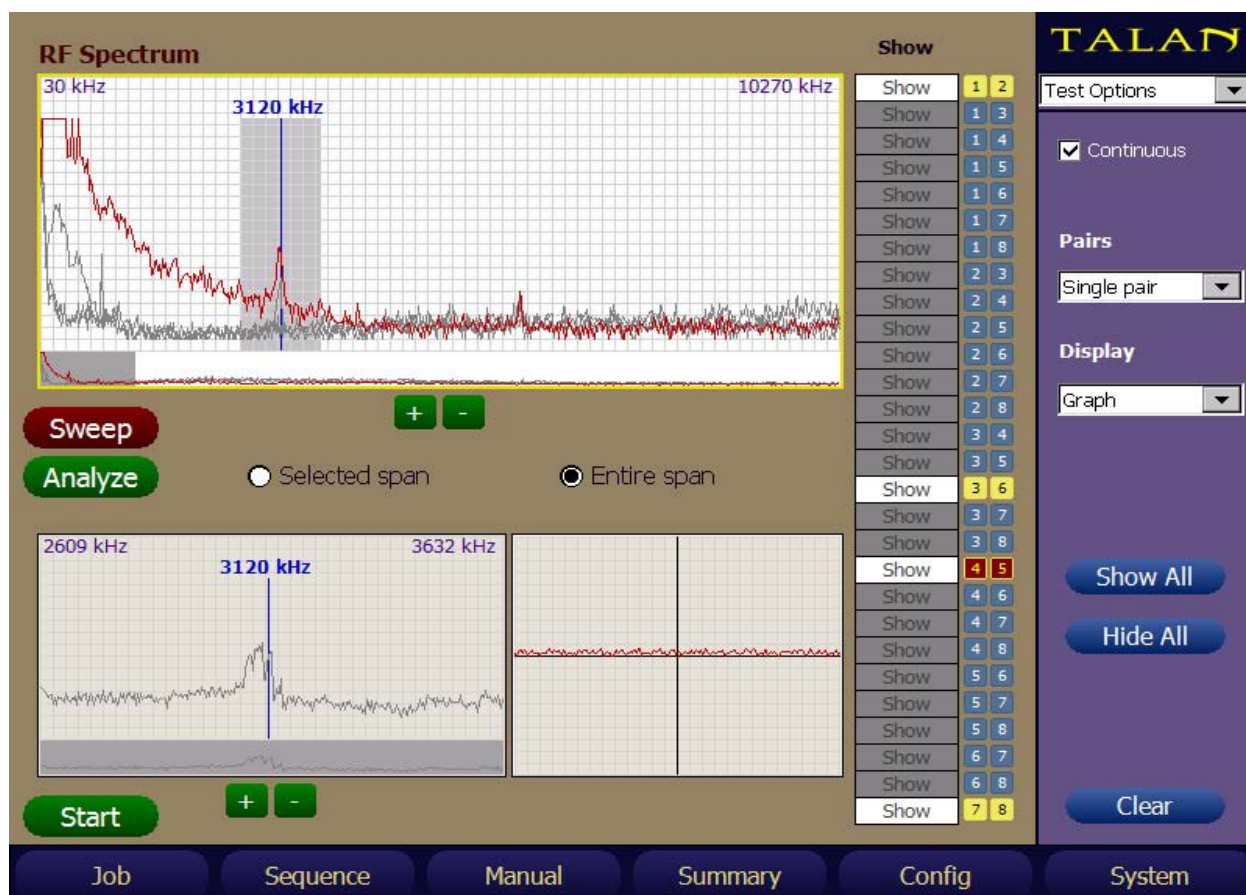 RF Spectrum
30 kHz
10270 kHz
3120 kHz
+ -
Sweep
Analyze
Selected span
Entire span
2609 kHz
3632 kHz
3120 kHz
+ -
Start
Show
Show 1 2
Show 1 3
Show 1 4
Show 1 5
Show 1 6
Show 1 7
Show 1 8
Show 2 3
Show 2 4
Show 2 5
Show 2 6
Show 2 7
Show 2 8
Show 3 4
Show 3 5
Show 3 6
Show 3 7
Show 3 8
Show 4 5
Show 4 6
Show 4 7
Show 4 8
Show 5 6
Show 5 7
Show 5 8
Show 6 7
Show 6 8
Show 7 8
TALAN
Test Options
Continuous
Pairs
Single pair
Display
Graph
Show All
Hide All
Clear
Job Sequence Manual Summary Config System